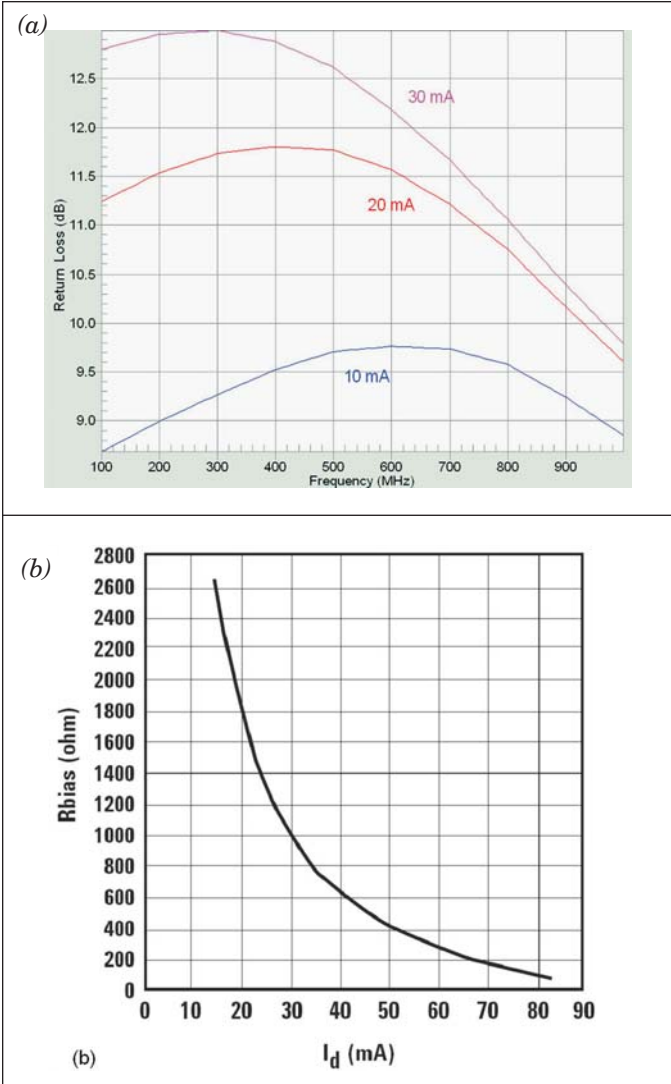 (a)
12.5
12.0
11.5
11.0
10.5
10.0
9.5
9.0
Return Loss (dB)
30 mA
20 mA
10 mA
100 200 300 400 500 600 700 800 900
Frequency (MHz)
(b)
2800
2600
2400
2200
2000
1800
1600
1400
1200
1000
800
600
400
200
0
Rbias (ohm)
0 10 20 30 40 50 60 70 80 90
(b)
Id (mA)